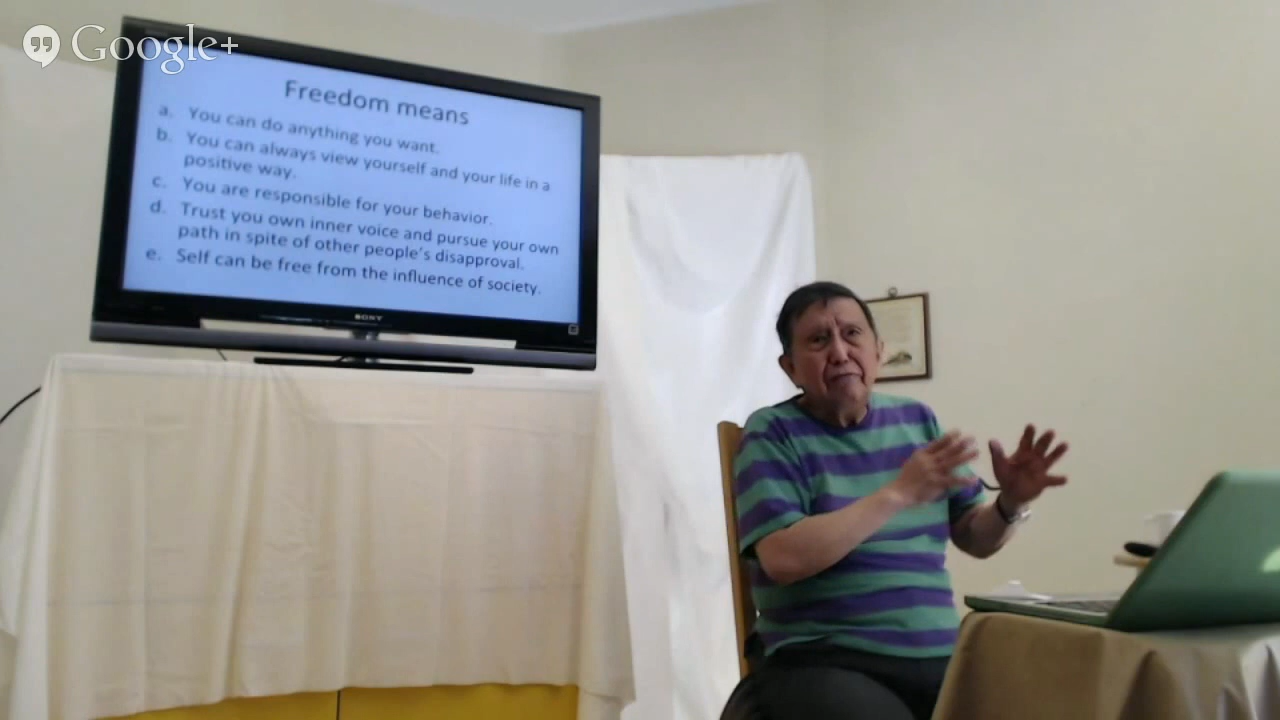 Google+
Freedom means
a. You can do anything you want.
b. You can always view yourself and your life in a
positive way.
c. You are responsible for your behavior.
d. Trust you own inner voice and pursue your own
path in spite of other people's disapproval.
e. Self can be free from the influence of society.
SONY